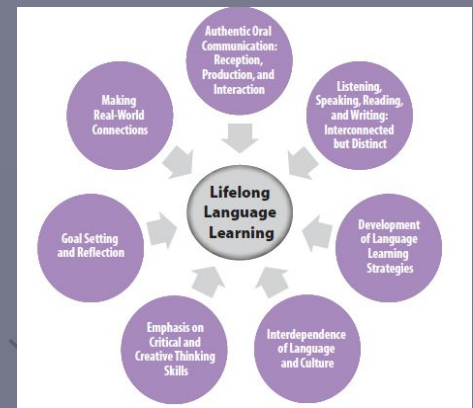 Authentic Oral
Communication:
Reception,
Production, and
Interaction
Listening,
Speaking, Reading,
and Writing:
Interconnected
but Distinct
Development
of Language
Learning
Strategies
Interdependence
of Language
and Culture
Emphasis on
Critical and
Creative Thinking
Skills
Goal Setting
and Reflection
Making
Real-World
Connections
Lifelong
Language
Learning